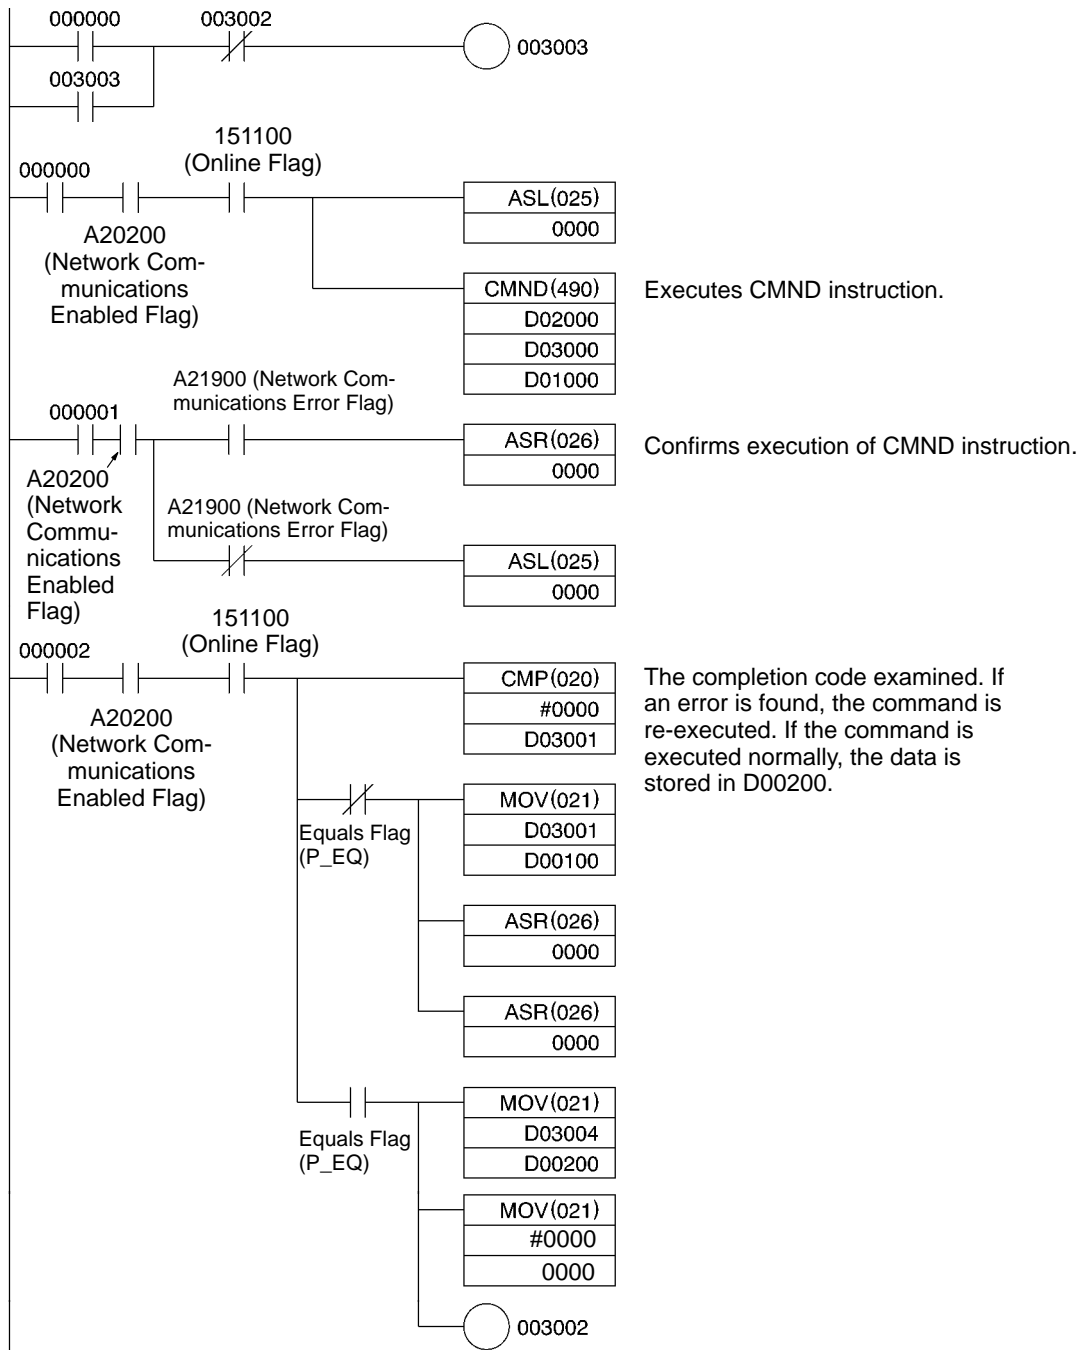 000000 003002
003003
003003
151100
(Online Flag)
000000
ASL(025)
0000
A20200
(Network Com-
munications
Enabled Flag)
CMND(490)
D02000
D03000
D01000
Executes CMND instruction.
A21900 (Network Com-
munications Error Flag)
000001
ASR(026)
0000
Confirms execution of CMND instruction.
A20200
(Network
Commu-
nications
Enabled
Flag)
A21900 (Network Com-
munications Error Flag)
ASL(025)
0000
151100
(Online Flag)
000002
CMP(020)
#0000
D03001
The completion code examined. If
an error is found, the command is
re-executed. If the command is
executed normally, the data is
stored in D00200.
A20200
(Network Com-
munications
Enabled Flag)
Equals Flag
(P_EQ)
MOV(021)
D03001
D00100
ASR(026)
0000
ASR(026)
0000
Equals Flag
(P_EQ)
MOV(021)
D03004
D00200
MOV(021)
#0000
0000
003002